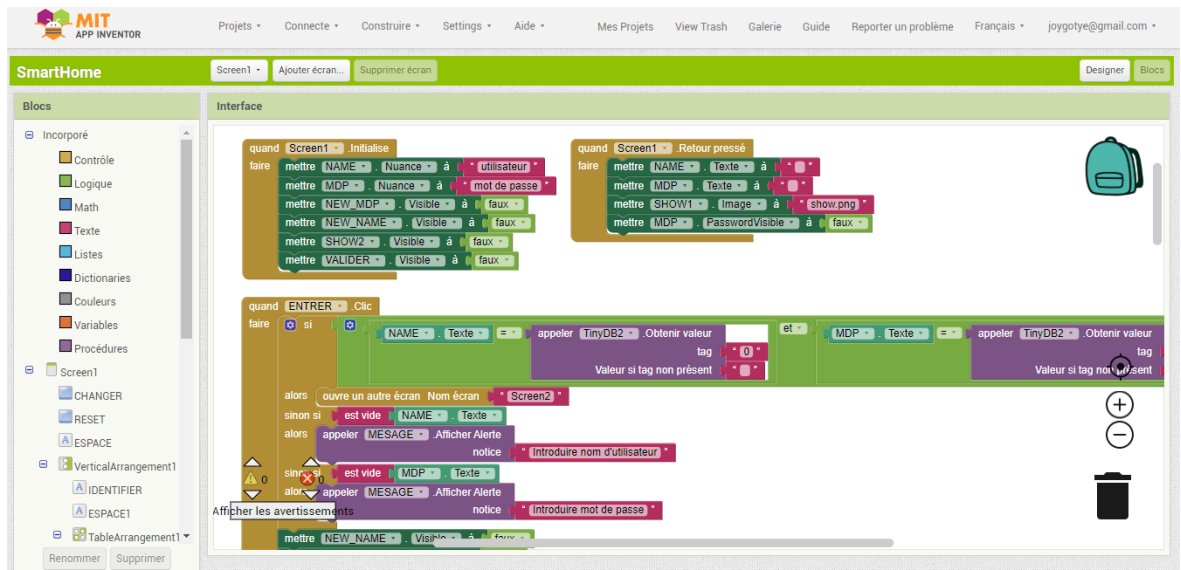 MIT
APP INVENTOR
Projets Connecte Construire Settings Aide Mes Projets View Trash Galerie Guide Reporter un problème Français joygotye@gmail.com
SmartHome Screen1 Ajouter écran... Supprimer écran Designer Blocs
Blocs
Incorporé
Contrôle
Logique
Math
Texte
Listes
Dictionaries
Couleurs
Variables
Procédures
Screen1
CHANGER
RESET
ESPACE
VerticalArrangement1
IDENTIFIER
ESPACE1
TableArrangement1
Renommer Supprimer
Interface
quand Screen1 .Initialise
faire mettre NAME . Nuance à " utilisateur "
mettre MDP . Nuance à " mot de passe "
mettre NEW_MDP . Visible à faux
mettre NEW_NAME . Visible à faux
mettre SHOW2 . Visible à faux
mettre VALIDER . Visible à faux
quand Screen1 .Retour pressé
faire mettre NAME . Texte à " "
mettre MDP . Texte à " "
mettre SHOW1 . Image à " show.png "
mettre MDP . PasswordVisible à faux
quand ENTRER .Clic
faire si NAME . Texte = appeler TinyDB2 .Obtenir valeur et MDP . Texte = appeler TinyDB2 .Obtenir valeur
tag " 0 " tag
Valeur si tag non présent " " Valeur si tag non présent
alors ouvre un autre écran Nom écran " Screen2 "
sinon si est vide NAME . Texte
alors appeler MESAGE .Afficher Alerte
notice " Introduire nom d'utilisateur "
sinon si est vide MDP . Texte
alors appeler MESAGE .Afficher Alerte
notice " Introduire mot de passe "
mettre NEW_NAME . Visible à faux
0 0
Afficher les avertissements